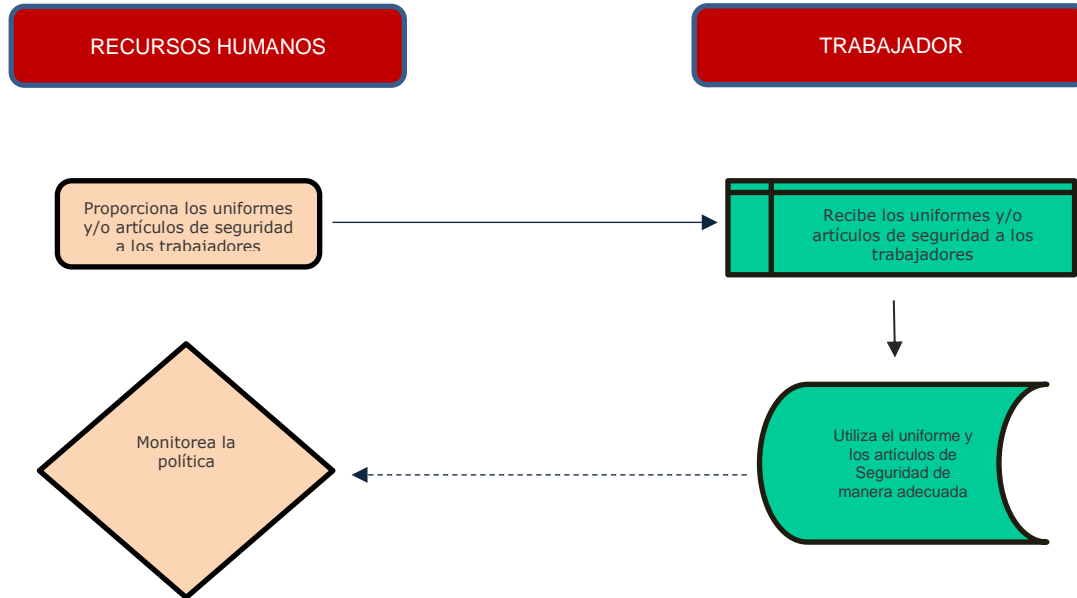 RECURSOS HUMANOS
TRABAJADOR
Proporciona los uniformes
y/o artículos de seguridad
a los trabajadores
Recibe los uniformes y/o
artículos de seguridad a los
trabajadores
Monitorea la
política
Utiliza el uniforme y
los artículos de
Seguridad de
manera adecuada